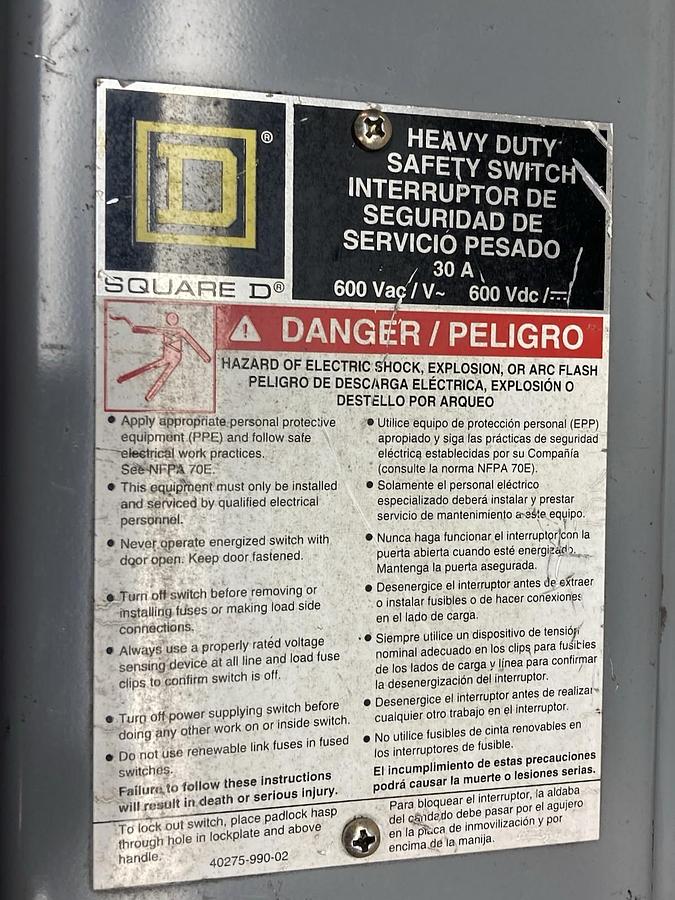 SQUARE D®
HEAVY DUTY
SAFETY SWITCH
INTERRUPTOR DE
SEGURIDAD DE
SERVICIO PESADO
30 A
600 Vac / V~ 600 Vdc / ⎓
DANGER / PELIGRO
HAZARD OF ELECTRIC SHOCK, EXPLOSION, OR ARC FLASH
PELIGRO DE DESCARGA ELÉCTRICA, EXPLOSIÓN O
DESTELLO POR ARQUEO
• Apply appropriate personal protective
equipment (PPE) and follow safe
electrical work practices.
See NFPA 70E.
• This equipment must only be installed
and serviced by qualified electrical
personnel.
• Never operate energized switch with
door open. Keep door fastened.
• Turn off switch before removing or
installing fuses or making load side
connections.
• Always use a properly rated voltage
sensing device at all line and load fuse
clips to confirm switch is off.
• Turn off power supplying switch before
doing any other work on or inside switch.
• Do not use renewable link fuses in fused
switches.
Failure to follow these instructions
will result in death or serious injury.
• Utilice equipo de protección personal (EPP)
apropiado y siga las prácticas de seguridad
eléctrica establecidas por su Compañía
(consulte la norma NFPA 70E).
• Solamente el personal eléctrico
especializado deberá instalar y prestar
servicio de mantenimiento a este equipo.
• Nunca haga funcionar el interruptor con la
puerta abierta cuando esté energizado.
Mantenga la puerta asegurada.
• Desenergice el interruptor antes de extraer
o instalar fusibles o de hacer conexiones
en el lado de carga.
• Siempre utilice un dispositivo de tensión
nominal adecuado en los clips para fusibles
de los lados de carga y línea para confirmar
la desenergización del interruptor.
• Desenergice el interruptor antes de realizar
cualquier otro trabajo en el interruptor.
• No utilice fusibles de cinta renovables en
los interruptores de fusible.
El incumplimiento de estas precauciones
podrá causar la muerte o lesiones serias.
To lock out switch, place padlock hasp
through hole in lockplate and above
handle.
40275-990-02
Para bloquear el interruptor, la aldaba
del candado debe pasar por el agujero
en la placa de inmovilización y por
encima de la manija.